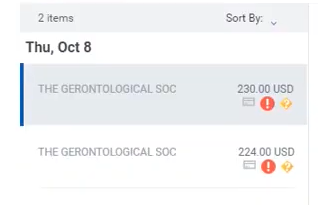 2 items
Sort By:
Thu, Oct 8
THE GERONTOLOGICAL SOC 230.00 USD
THE GERONTOLOGICAL SOC 224.00 USD